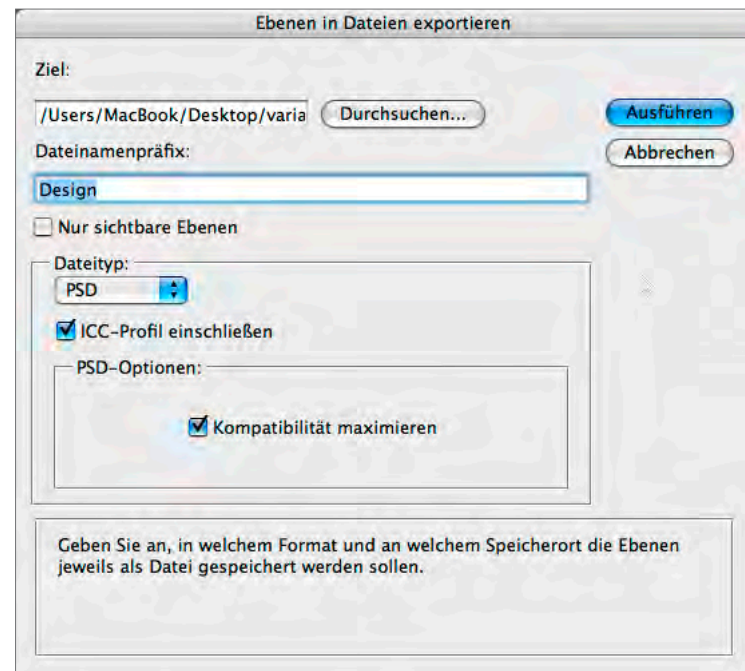 Ebenen in Dateien exportieren
Ziel:
/Users/MacBook/Desktop/varia
Durchsuchen...
Ausführen
Dateinamenpräfix:
Abbrechen
Design
Nur sichtbare Ebenen
Dateityp:
PSD
ICC-Profil einschließen
PSD-Optionen:
Kompatibilität maximieren
Geben Sie an, in welchem Format und an welchem Speicherort die Ebenen
jeweils als Datei gespeichert werden sollen.